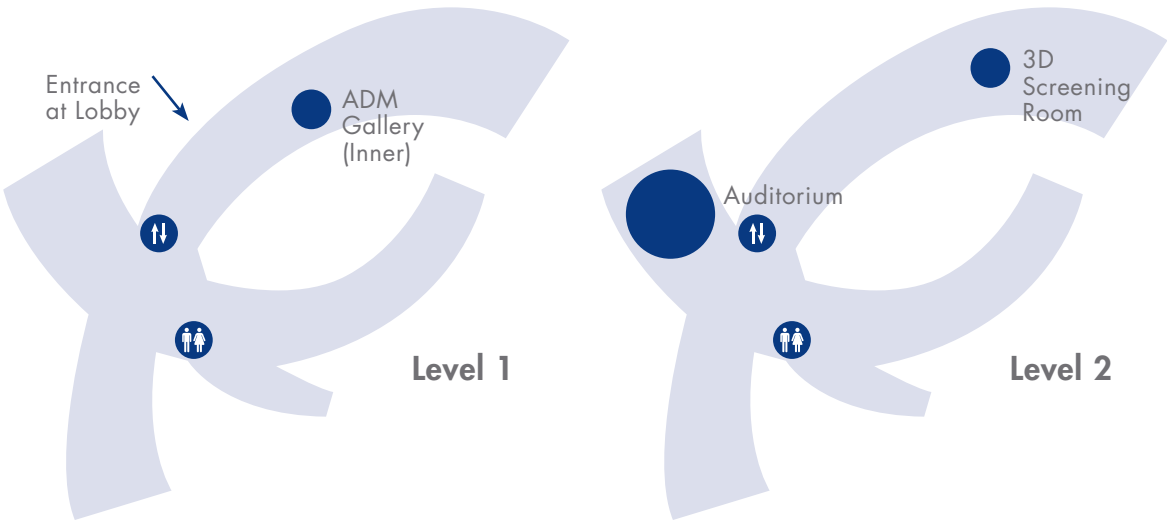 Entrance
at Lobby
ADM
Gallery
(Inner)
Level 1
3D
Screening
Room
Auditorium
Level 2